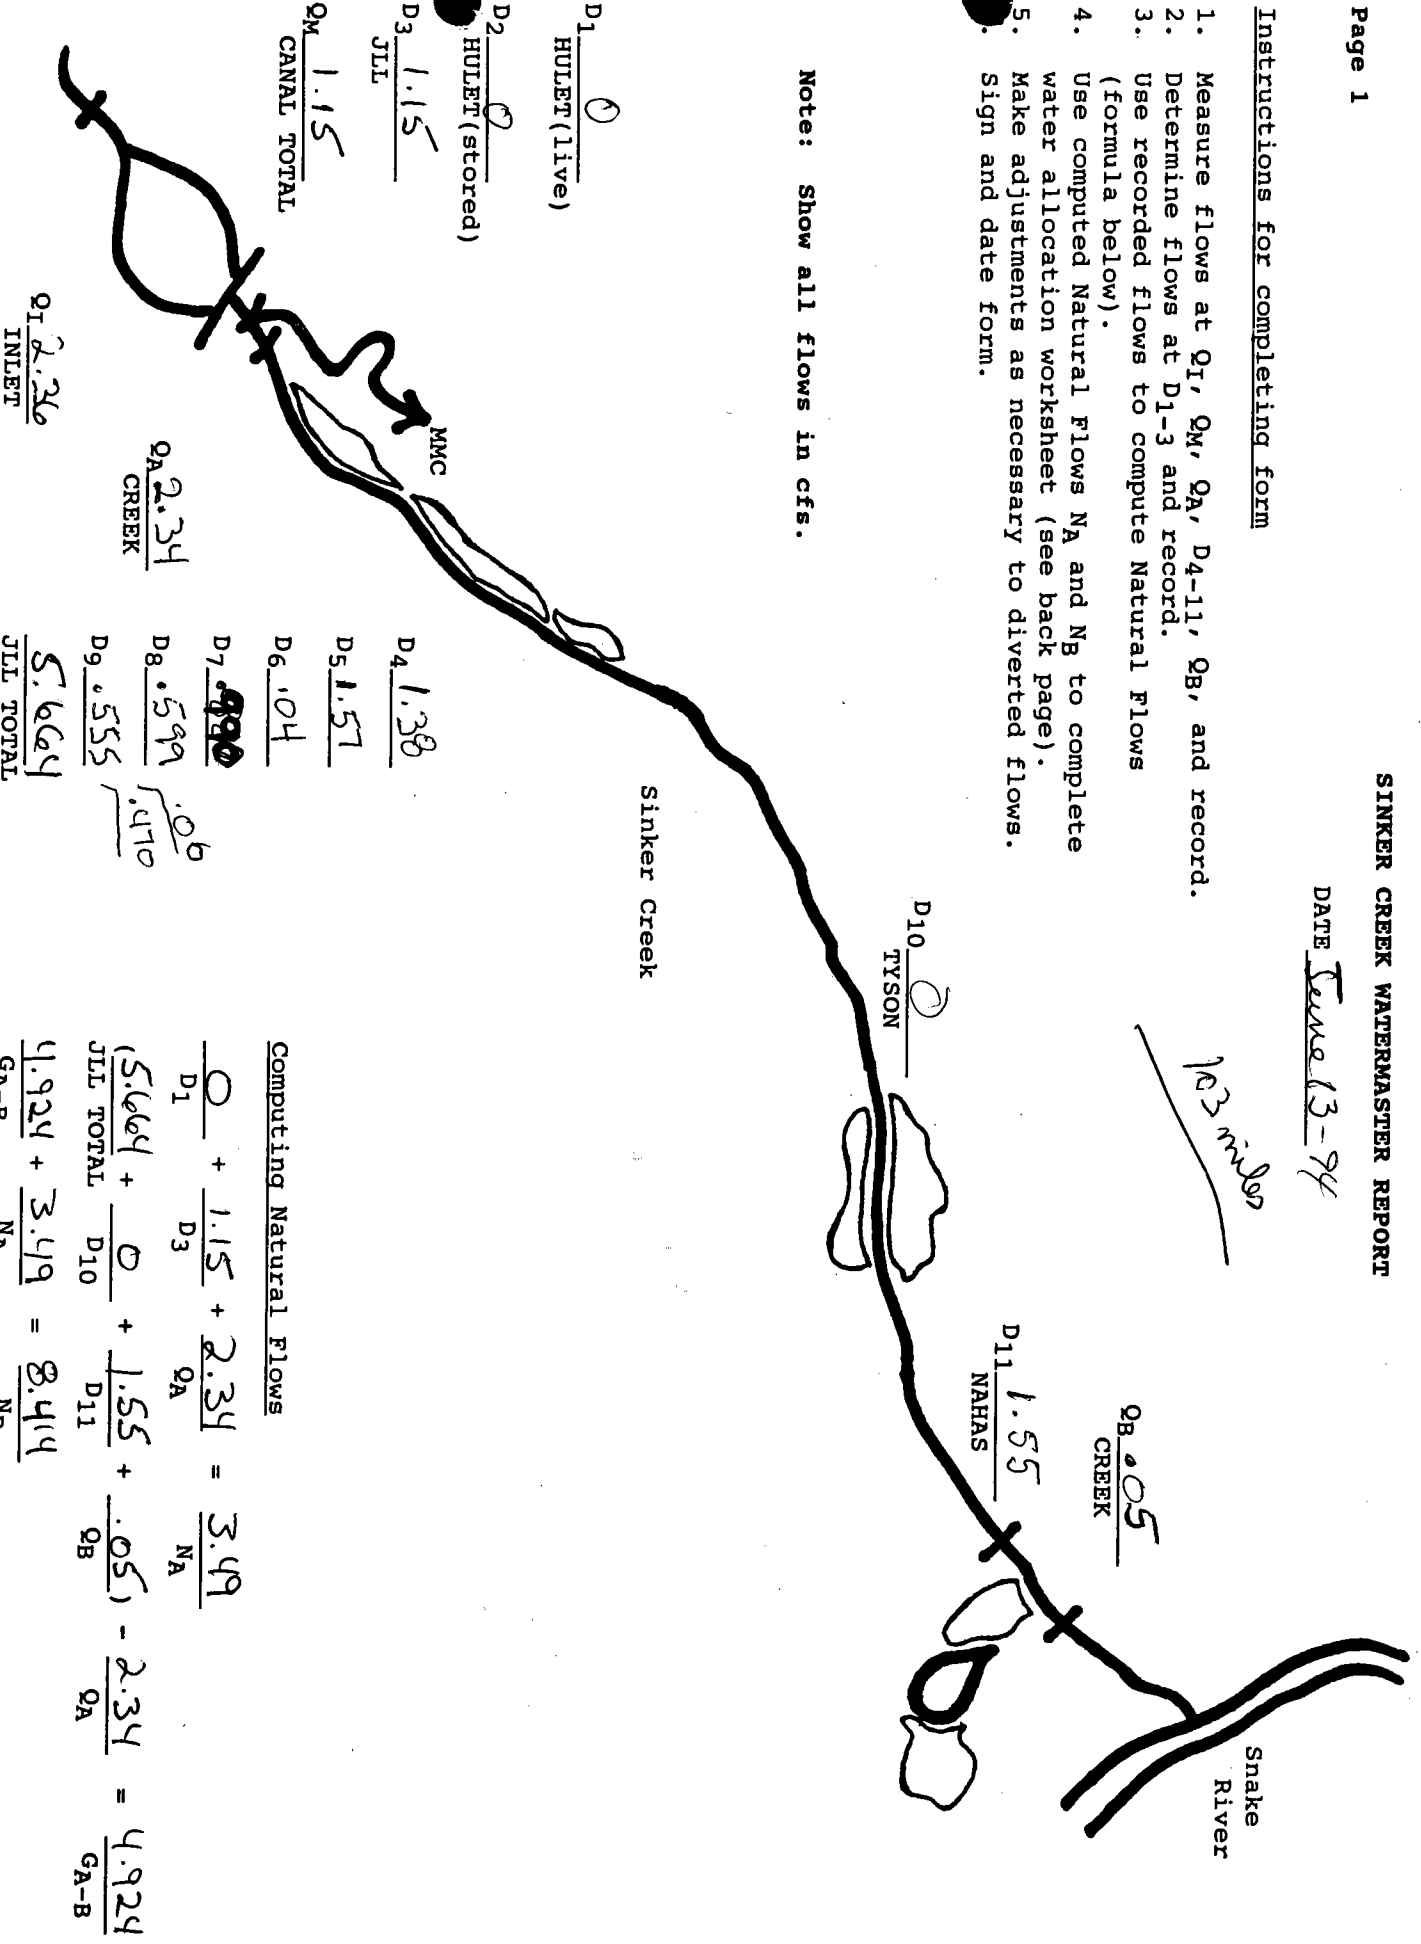 Page 1
SINKER CREEK WATERMASTER REPORT
DATE June 13-94
Instructions for completing form
103 miles
1. Measure flows at QI, QM, QA, D4-11, QB, and record.
2. Determine flows at D1-3 and record.
3. Use recorded flows to compute Natural Flows
(formula below).
4. Use computed Natural Flows NA and NB to complete
water allocation worksheet (see back page).
5. Make adjustments as necessary to diverted flows.
Sign and date form.
Note: Show all flows in cfs.
QB .05
CREEK
Snake
River
D11 1.55
NAHAS
D10 0
TYSON
Sinker Creek
D1 0
HULET(live)
D2 0
HULET(stored)
D3 1.15
JLL
QM 1.15
CANAL TOTAL
MMC
QI 2.36
INLET
QA 2.34
CREEK
D4 1.38
D5 1.57
D6 .04
D7
D8 .599 .06
D9 .555 .470
5.664
JLL TOTAL
Computing Natural Flows
0 + 1.15 + 2.34 = 3.49
D1 D3 QA NA
(5.664 + 0 + 1.55 + .05) - 2.34 = 4.924
JLL TOTAL D10 D11 QB QA GA-B
4.924 + 3.49 = 8.414